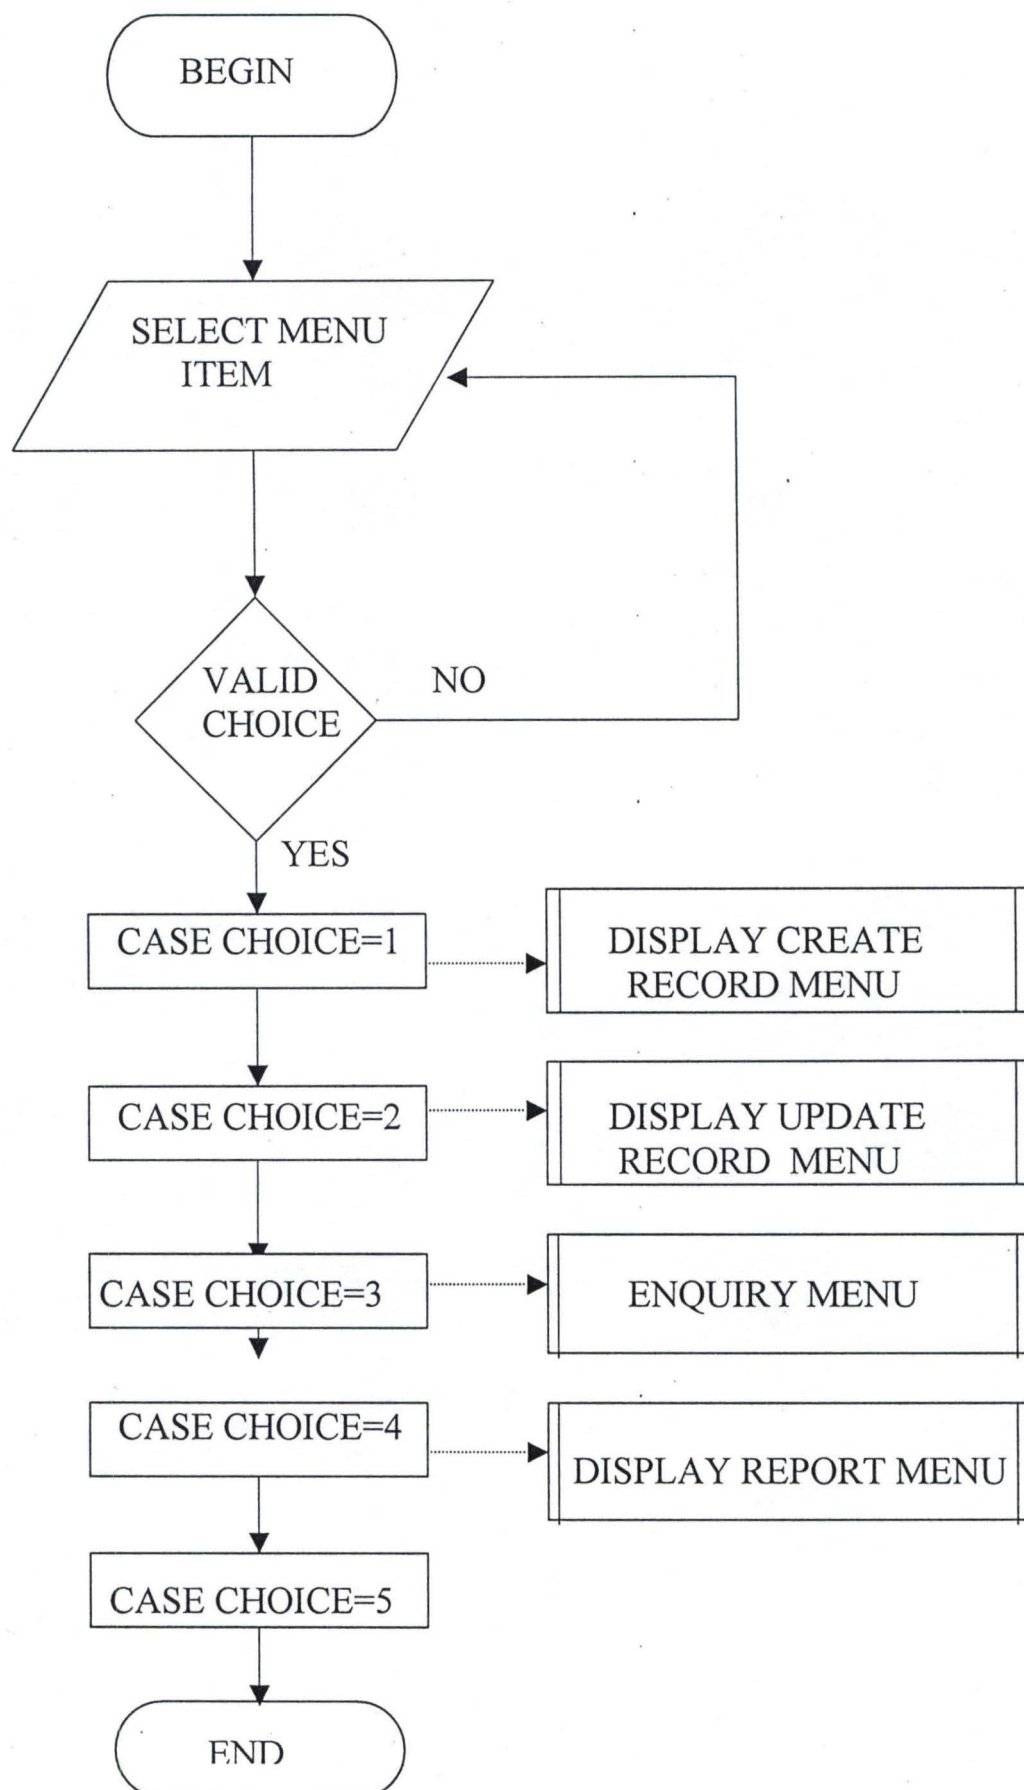 BEGIN
SELECT MENU
ITEM
VALID
CHOICE
NO
YES
CASE CHOICE=1
DISPLAY CREATE
RECORD MENU
CASE CHOICE=2
DISPLAY UPDATE
RECORD MENU
CASE CHOICE=3
ENQUIRY MENU
CASE CHOICE=4
DISPLAY REPORT MENU
CASE CHOICE=5
END